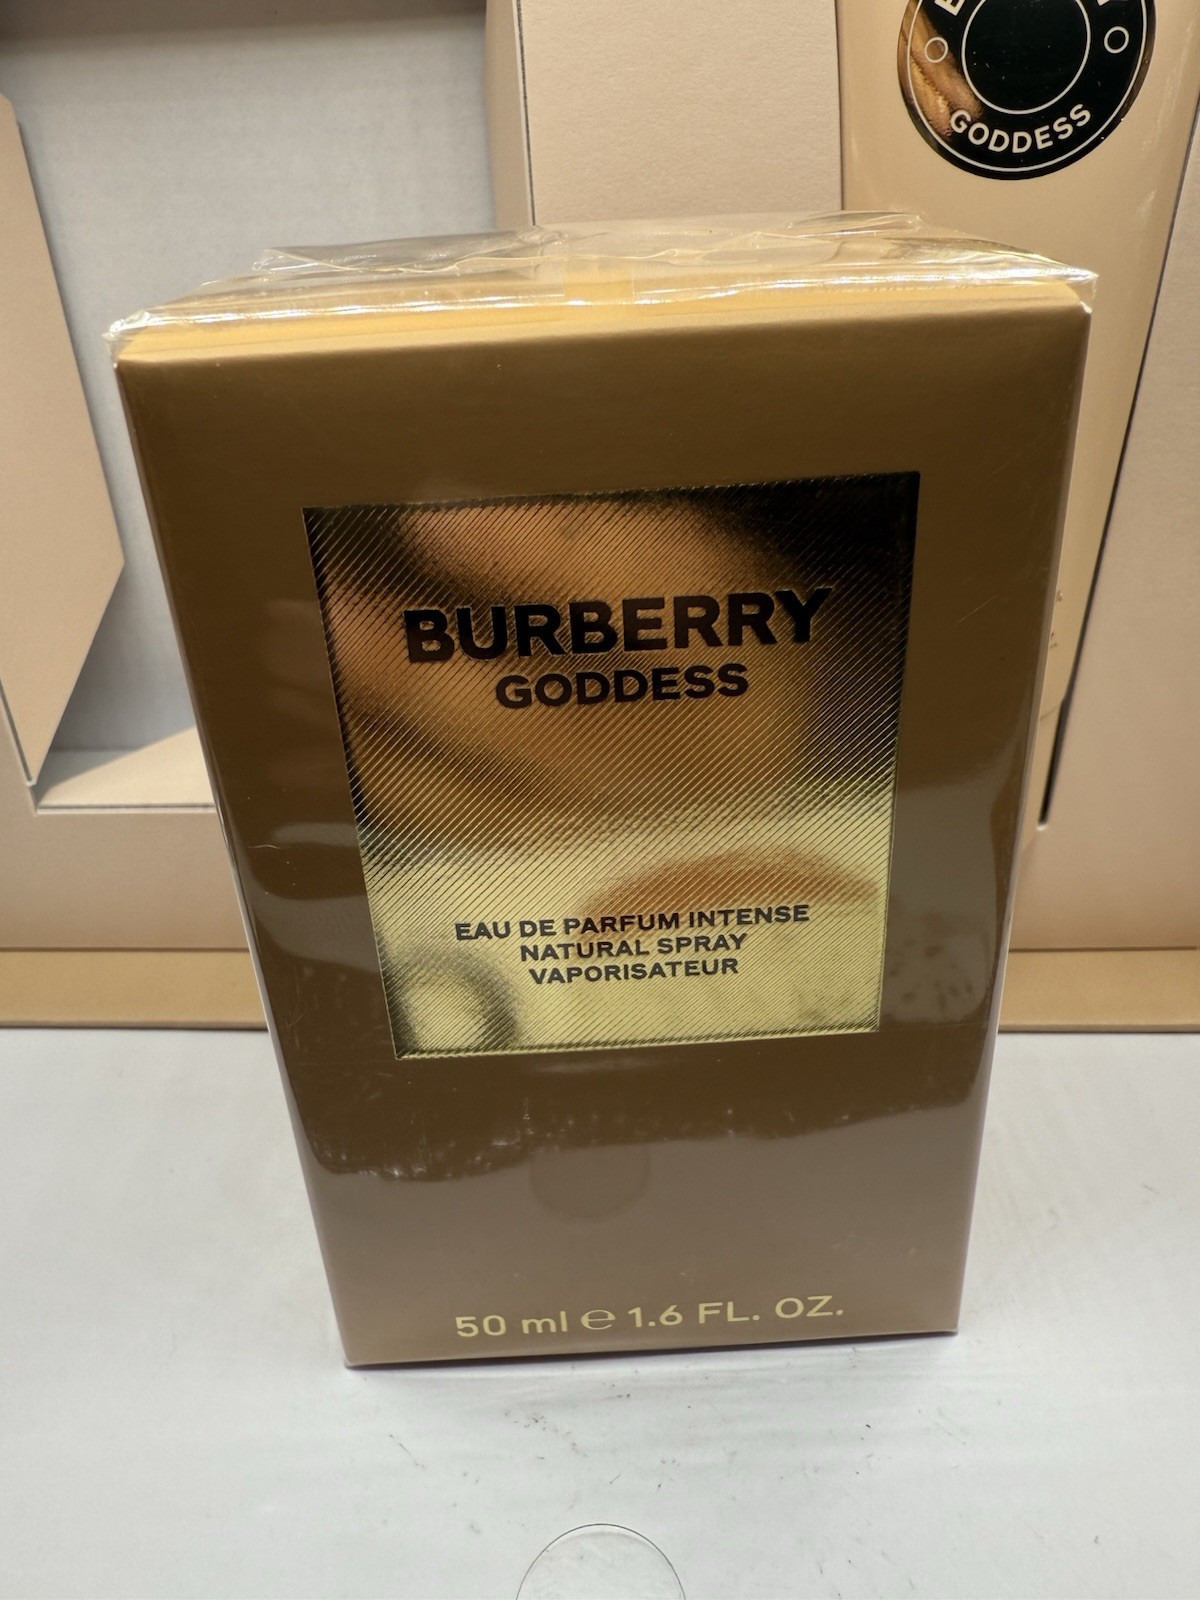 GODDESS
BURBERRY
GODDESS
EAU DE PARFUM INTENSE
NATURAL SPRAY
VAPORISATEUR
50 ml ℮ 1.6 FL. OZ.